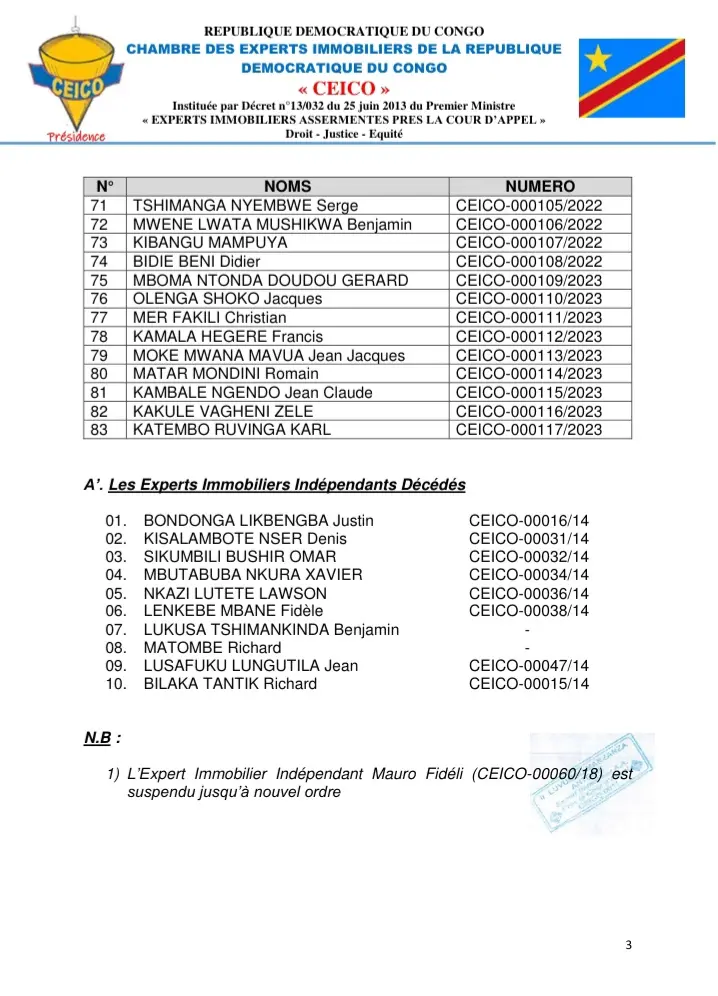 REPUBLIQUE DEMOCRATIQUE DU CONGO
CHAMBRE DES EXPERTS IMMOBILIERS DE LA REPUBLIQUE
DEMOCRATIQUE DU CONGO
« CEICO »
Instituée par Décret n°13/032 du 25 juin 2013 du Premier Ministre
« EXPERTS IMMOBILIERS ASSERMENTES PRES LA COUR D'APPEL »
Droit - Justice - Equité
CEICO
Présidence
N° NOMS NUMERO
71 TSHIMANGA NYEMBWE Serge CEICO-000105/2022
72 MWENE LWATA MUSHIKWA Benjamin CEICO-000106/2022
73 KIBANGU MAMPUYA CEICO-000107/2022
74 BIDIE BENI Didier CEICO-000108/2022
75 MBOMA NTONDA DOUDOU GERARD CEICO-000109/2023
76 OLENGA SHOKO Jacques CEICO-000110/2023
77 MER FAKILI Christian CEICO-000111/2023
78 KAMALA HEGERE Francis CEICO-000112/2023
79 MOKE MWANA MAVUA Jean Jacques CEICO-000113/2023
80 MATAR MONDINI Romain CEICO-000114/2023
81 KAMBALE NGENDO Jean Claude CEICO-000115/2023
82 KAKULE VAGHENI ZELE CEICO-000116/2023
83 KATEMBO RUVINGA KARL CEICO-000117/2023
A'. Les Experts Immobiliers Indépendants Décédés
01. BONDONGA LIKBENGBA Justin CEICO-00016/14
02. KISALAMBOTE NSER Denis CEICO-00031/14
03. SIKUMBILI BUSHIR OMAR CEICO-00032/14
04. MBUTABUBA NKURA XAVIER CEICO-00034/14
05. NKAZI LUTETE LAWSON CEICO-00036/14
06. LENKEBE MBANE Fidèle CEICO-00038/14
07. LUKUSA TSHIMANKINDA Benjamin -
08. MATOMBE Richard -
09. LUSAFUKU LUNGUTILA Jean CEICO-00047/14
10. BILAKA TANTIK Richard CEICO-00015/14
N.B :
1) L'Expert Immobilier Indépendant Mauro Fidéli (CEICO-00060/18) est
suspendu jusqu'à nouvel ordre
3